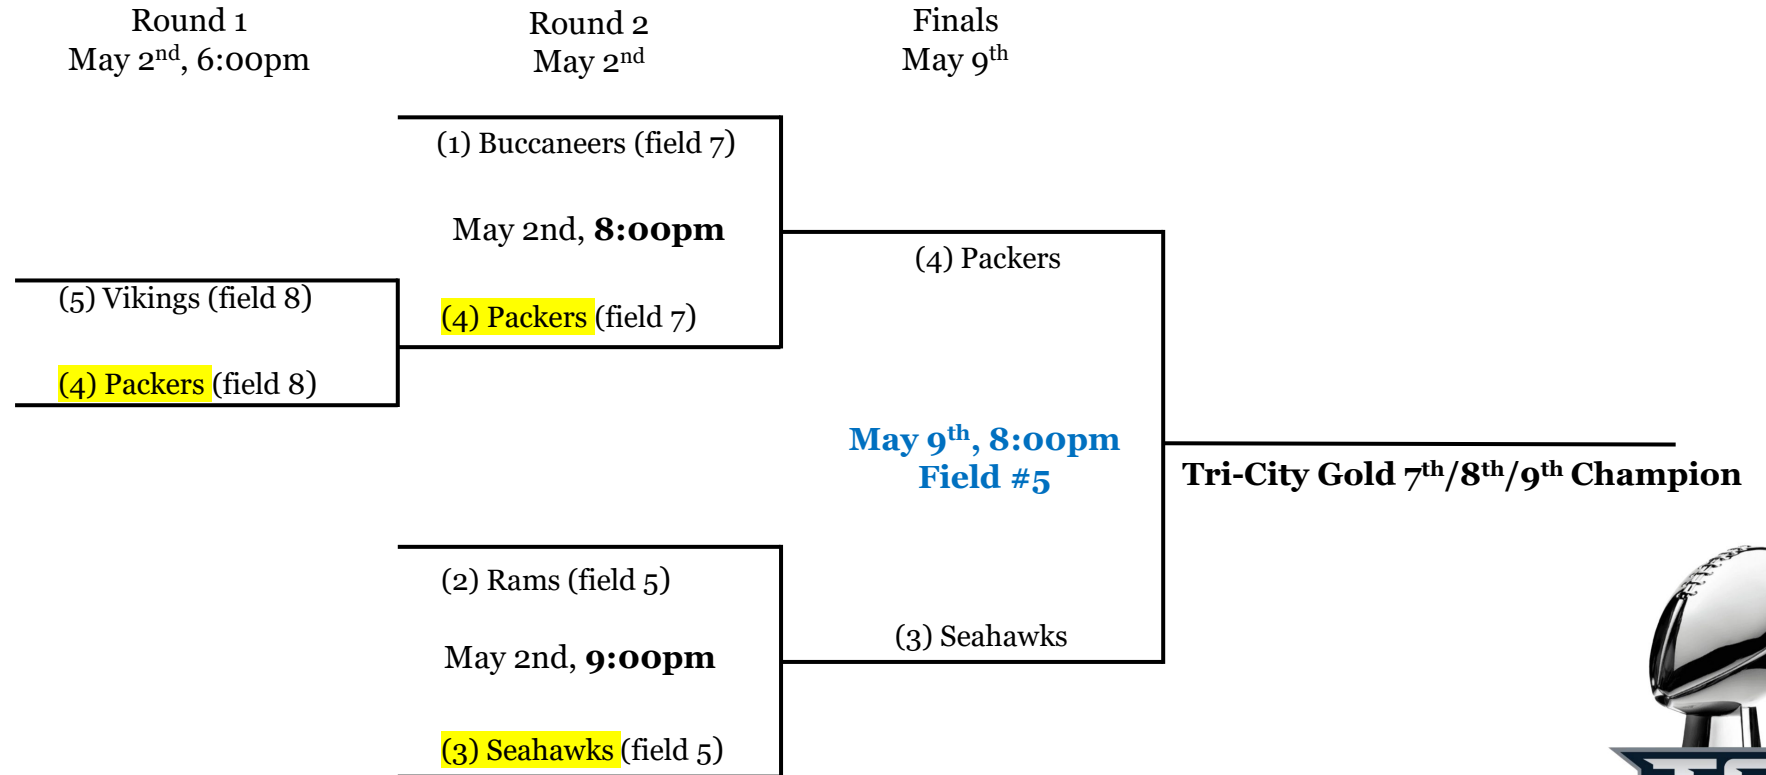 Round 1
May 2nd, 6:00pm
Round 2
May 2nd
Finals
May 9th
(1) Buccaneers (field 7)
May 2nd, 8:00pm
(4) Packers (field 7)
(5) Vikings (field 8)
(4) Packers (field 8)
(4) Packers
May 9th, 8:00pm
Field #5
Tri-City Gold 7th/8th/9th Champion
(2) Rams (field 5)
May 2nd, 9:00pm
(3) Seahawks (field 5)
(3) Seahawks